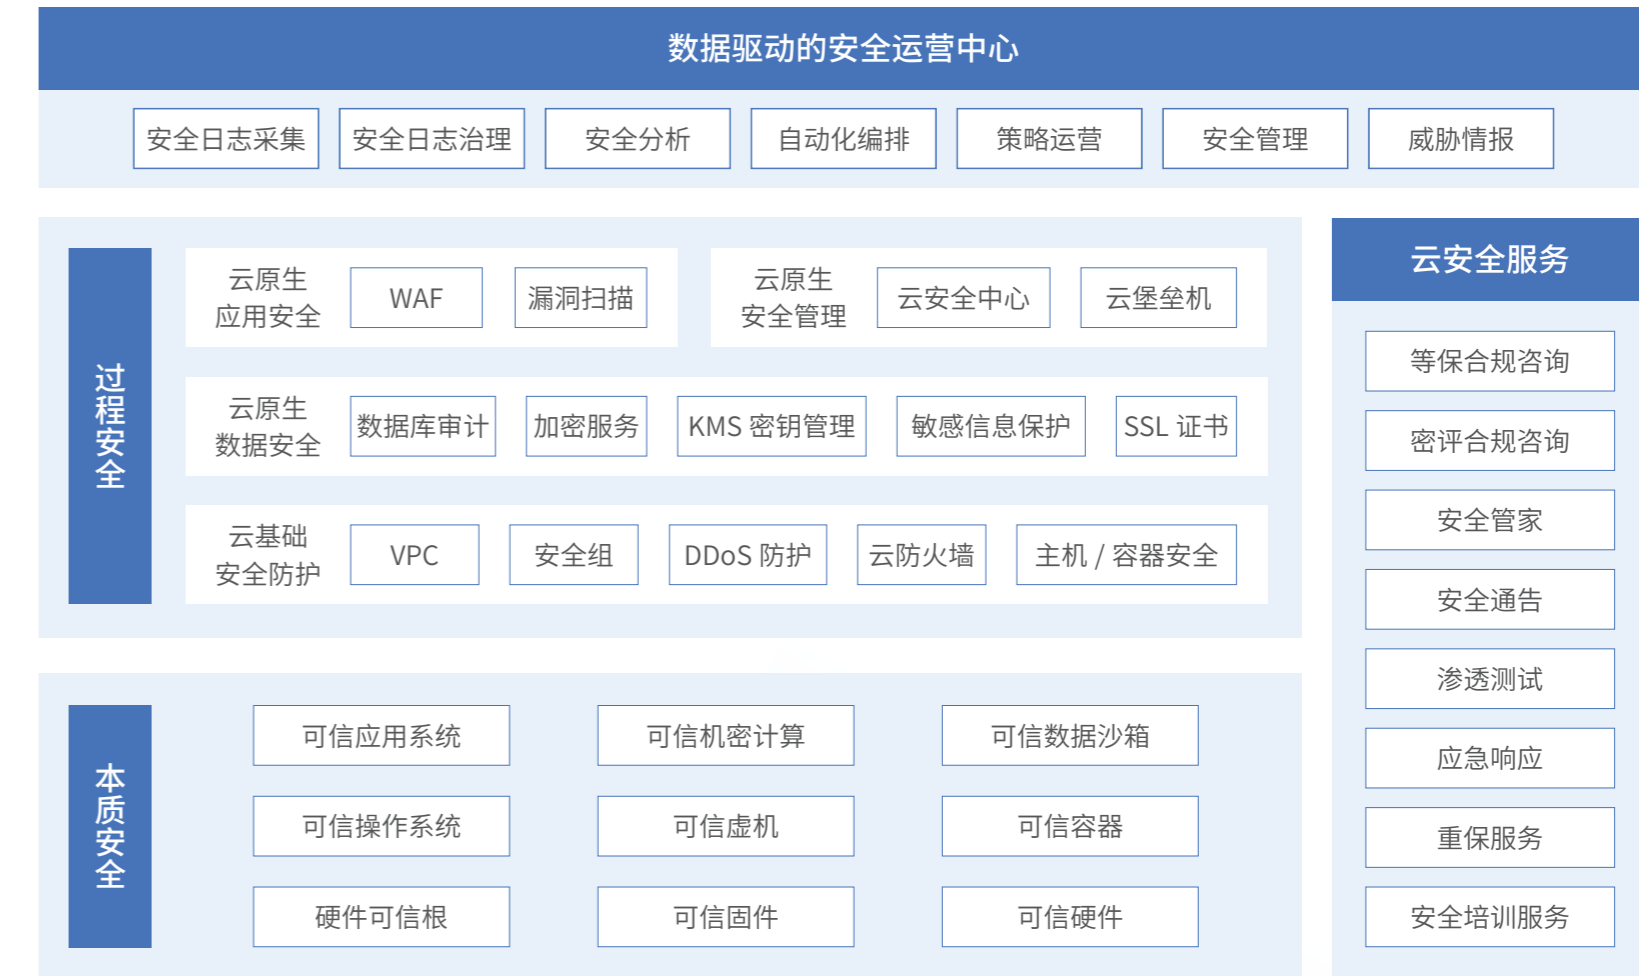 数据驱动的安全运营中心
安全日志采集
安全日志治理
安全分析
自动化编排
策略运营
安全管理
威胁情报
过程安全
云原生
应用安全
WAF
漏洞扫描
云原生
安全管理
云安全中心
云堡垒机
云原生
数据安全
数据库审计
加密服务
KMS 密钥管理
敏感信息保护
SSL 证书
云基础
安全防护
VPC
安全组
DDoS 防护
云防火墙
主机 / 容器安全
本质安全
可信应用系统
可信机密计算
可信数据沙箱
可信操作系统
可信虚机
可信容器
硬件可信根
可信固件
可信硬件
云安全服务
等保合规咨询
密评合规咨询
安全管家
安全通告
渗透测试
应急响应
重保服务
安全培训服务